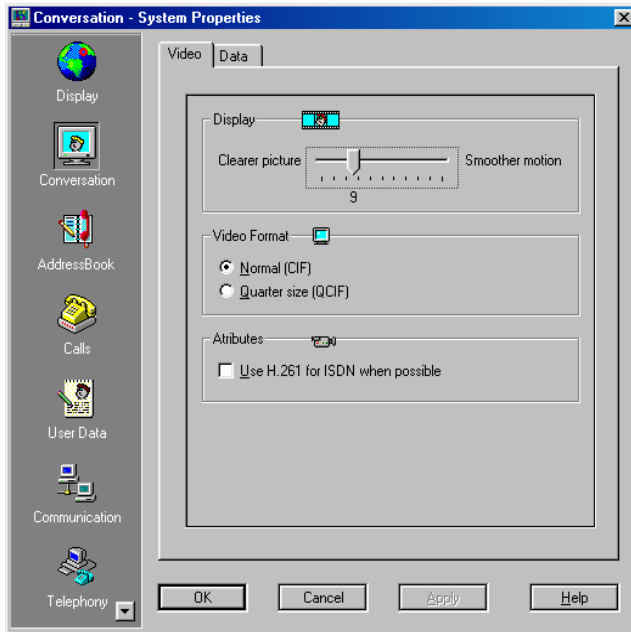 Conversation - System Properties
Display
Conversation
AddressBook
Calls
User Data
Communication
Telephony
Video
Data
Display
Clearer picture
Smoother motion
9
Video Format
Normal (CIF)
Quarter size (QCIF)
Atributes
Use H.261 for ISDN when possible
OK
Cancel
Apply
Help